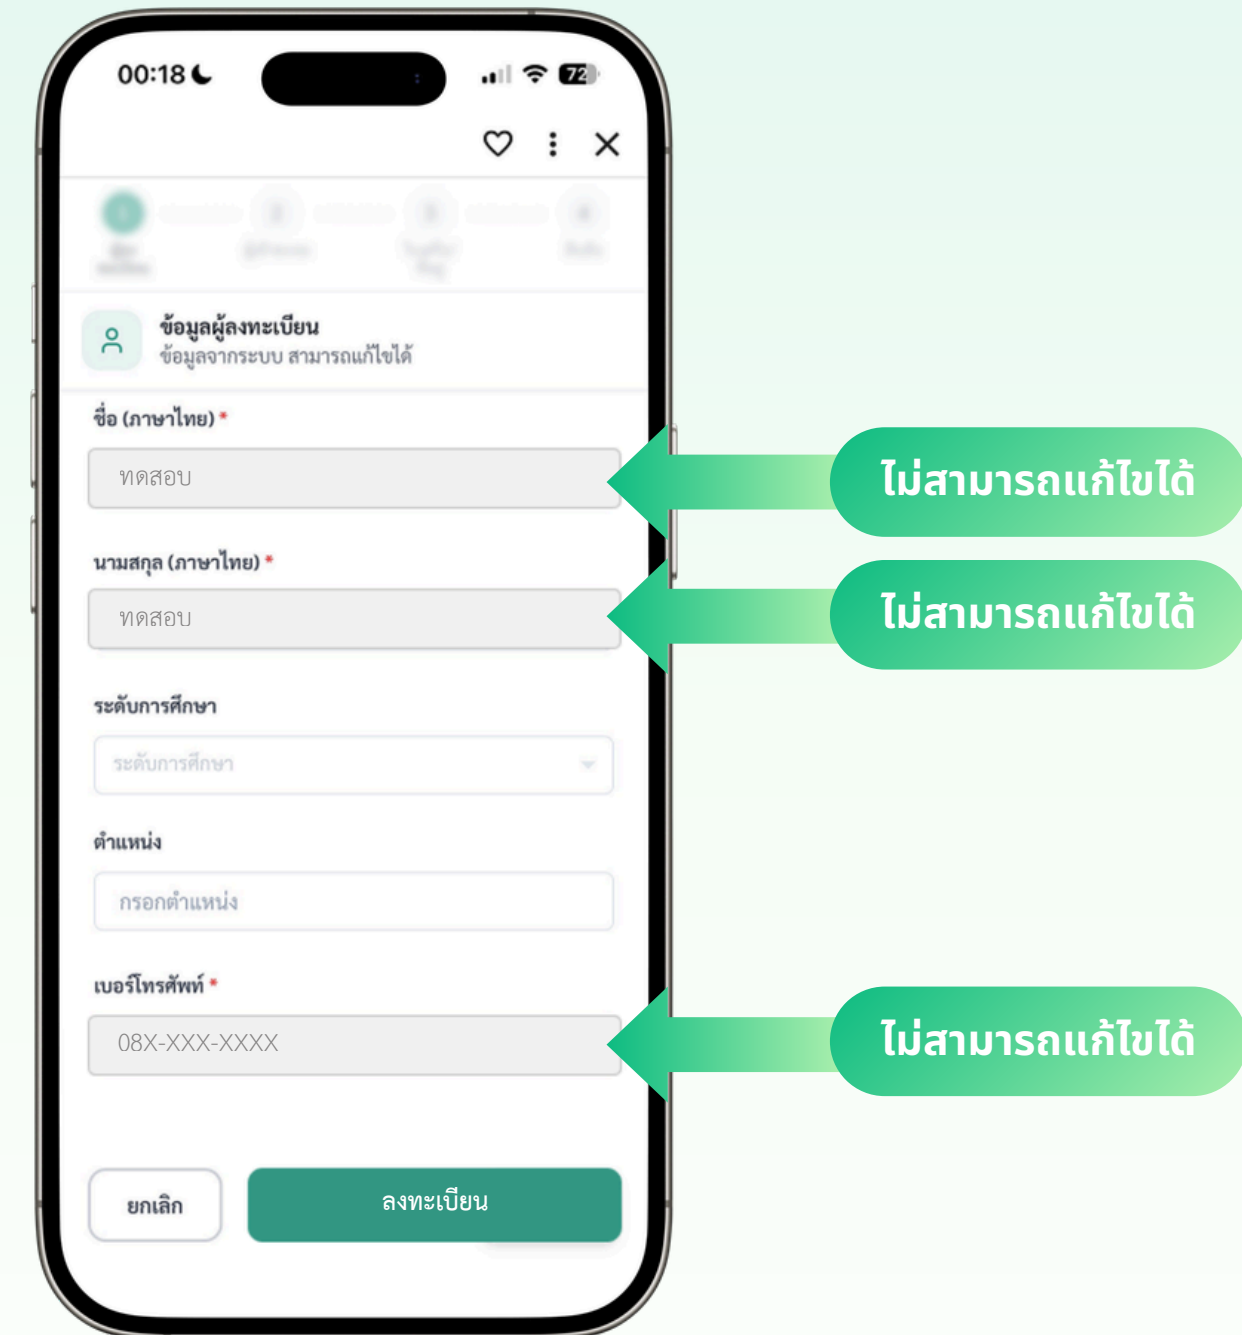 00:18
72
1
2
3
4
ข้อมูลผู้ลงทะเบียน
ข้อมูลจากระบบ สามารถแก้ไขได้
ชื่อ (ภาษาไทย) *
ทดสอบ
ไม่สามารถแก้ไขได้
นามสกุล (ภาษาไทย) *
ทดสอบ
ไม่สามารถแก้ไขได้
ระดับการศึกษา
ระดับการศึกษา
ตำแหน่ง
กรอกตำแหน่ง
เบอร์โทรศัพท์ *
08X-XXX-XXXX
ไม่สามารถแก้ไขได้
ยกเลิก
ลงทะเบียน